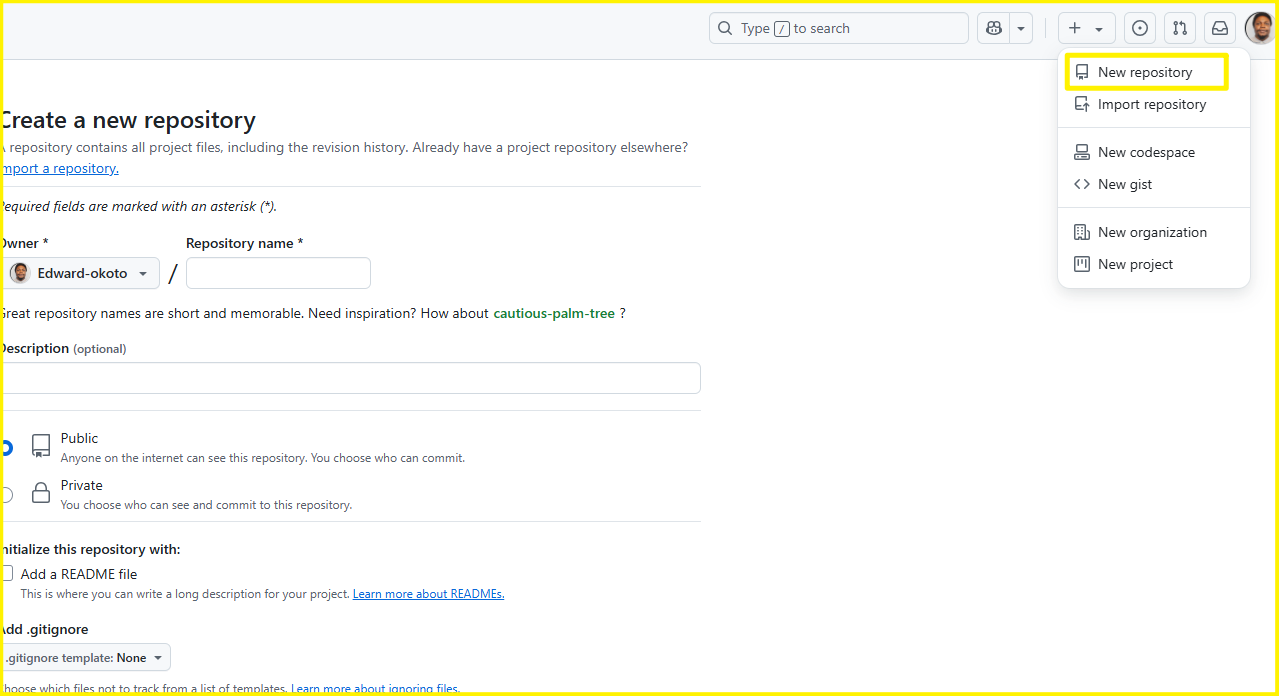 Type / to search
New repository
Import repository
New codespace
New gist
New organization
New project
Create a new repository
A repository contains all project files, including the revision history. Already have a project repository elsewhere?
Import a repository.
Required fields are marked with an asterisk (*).
Owner * Repository name *
Edward-okoto /
Great repository names are short and memorable. Need inspiration? How about cautious-palm-tree ?
Description (optional)
Public
Anyone on the internet can see this repository. You choose who can commit.
Private
You choose who can see and commit to this repository.
Initialize this repository with:
Add a README file
This is where you can write a long description for your project. Learn more about READMEs.
Add .gitignore
.gitignore template: None
Choose which files not to track from a list of templates. Learn more about ignoring files.